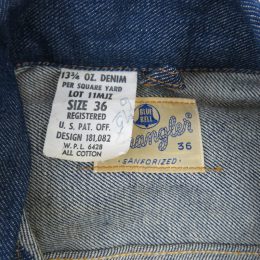 13¾ OZ. DENIM
PER SQUARE YARD
LOT 11MJZ
SIZE 36
REGISTERED
U. S. PAT. OFF.
DESIGN 181,082
W. P. L. 6428
ALL COTTON
BLUE
BELL
Wrangler
36
SANFORIZED